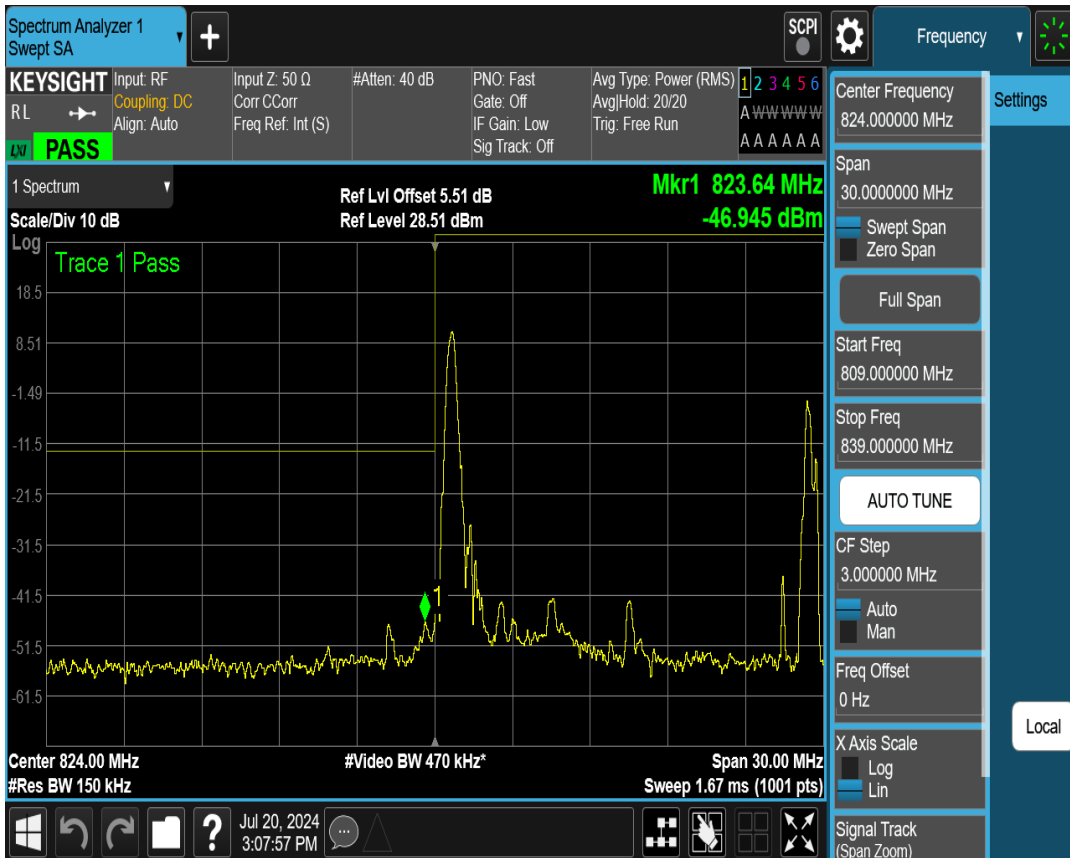 Spectrum Analyzer 1
Swept SA
+
SCPI
Frequency
KEYSIGHT
RL
LXI
PASS
Input: RF
Coupling: DC
Align: Auto
Input Z: 50 Ω
Corr CCorr
Freq Ref: Int (S)
#Atten: 40 dB
PNO: Fast
Gate: Off
IF Gain: Low
Sig Track: Off
Avg Type: Power (RMS)
Avg|Hold: 20/20
Trig: Free Run
1 2 3 4 5 6
A W W W W W
A A A A A A
1 Spectrum
Scale/Div 10 dB
Ref Lvl Offset 5.51 dB
Ref Level 28.51 dBm
Mkr1 823.64 MHz
-46.945 dBm
Log
Trace 1 Pass
18.5
8.51
-1.49
-11.5
-21.5
-31.5
-41.5
-51.5
-61.5
1
Center 824.00 MHz
#Video BW 470 kHz*
Span 30.00 MHz
#Res BW 150 kHz
Sweep 1.67 ms (1001 pts)
Center Frequency
824.000000 MHz
Span
30.0000000 MHz
Swept Span
Zero Span
Full Span
Start Freq
809.000000 MHz
Stop Freq
839.000000 MHz
AUTO TUNE
CF Step
3.000000 MHz
Auto
Man
Freq Offset
0 Hz
X Axis Scale
Log
Lin
Signal Track
(Span Zoom)
Settings
Local
?
Jul 20, 2024
3:07:57 PM